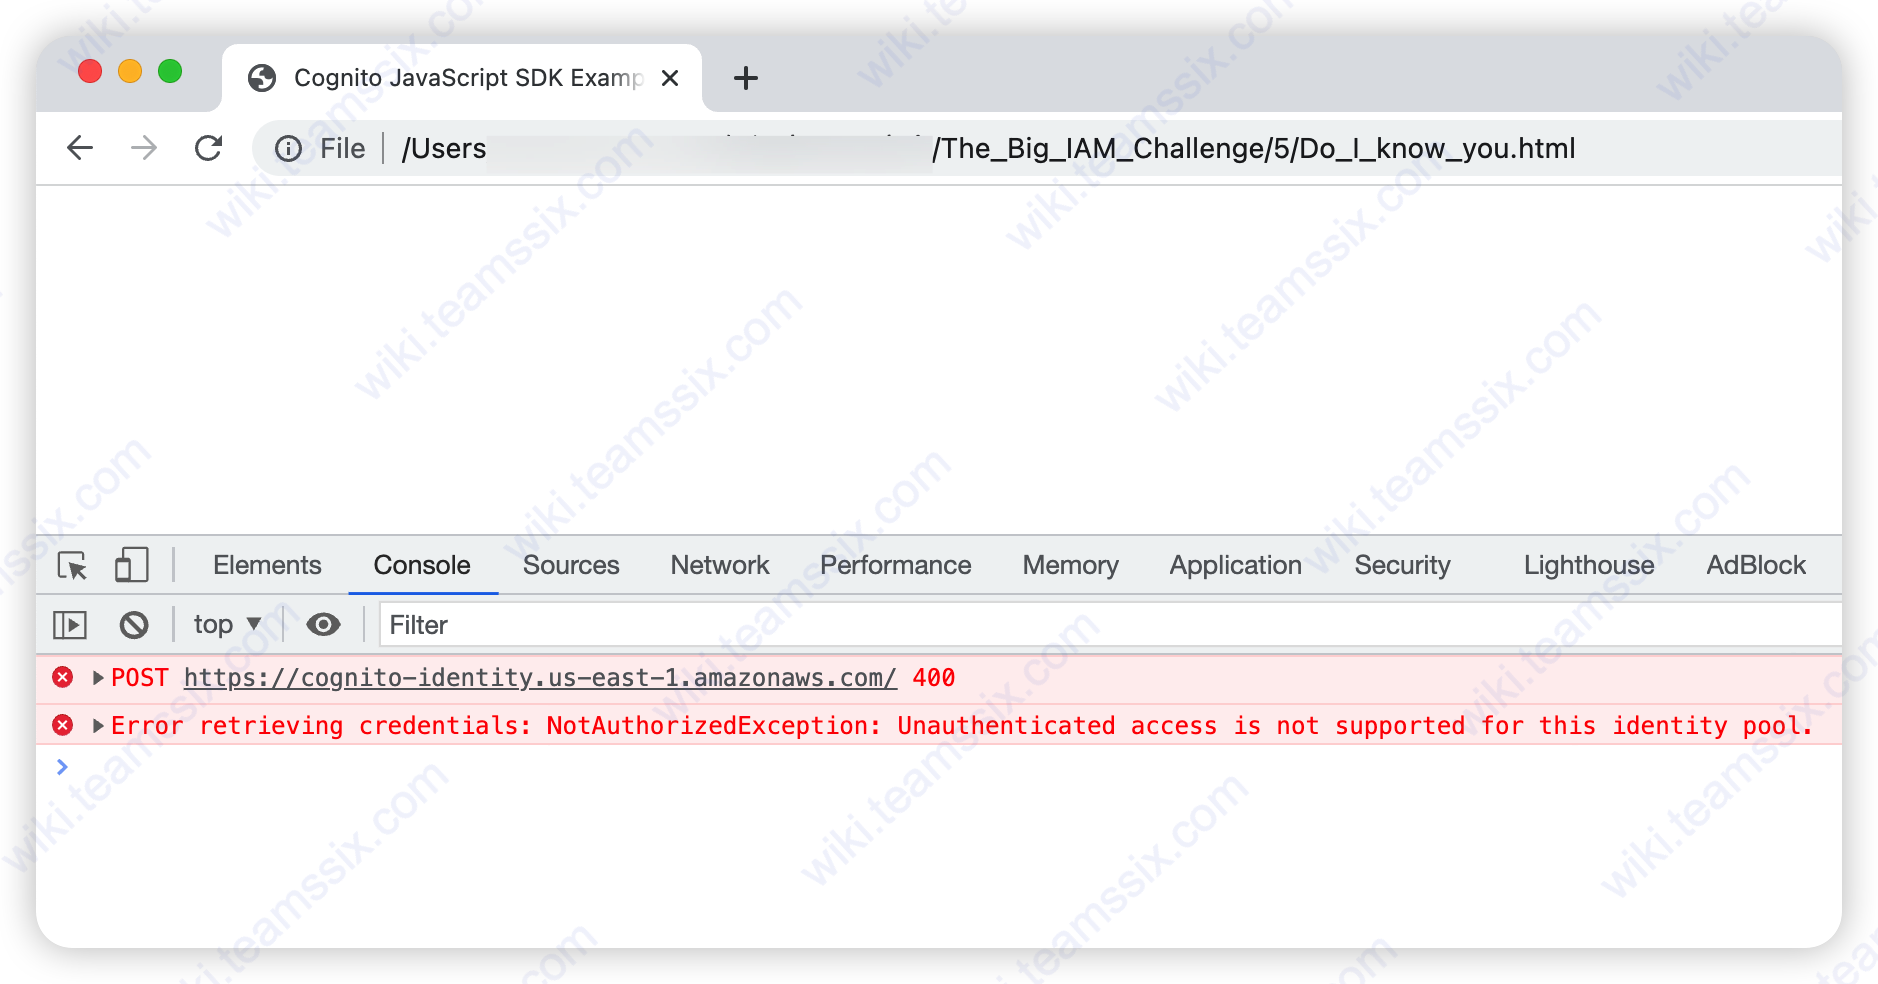 Cognito JavaScript SDK Examp
File /Users /The_Big_IAM_Challenge/5/Do_I_know_you.html
Elements Console Sources Network Performance Memory Application Security Lighthouse AdBlock
top Filter
POST https://cognito-identity.us-east-1.amazonaws.com/ 400
Error retrieving credentials: NotAuthorizedException: Unauthenticated access is not supported for this identity pool.
wiki.teamssix.com